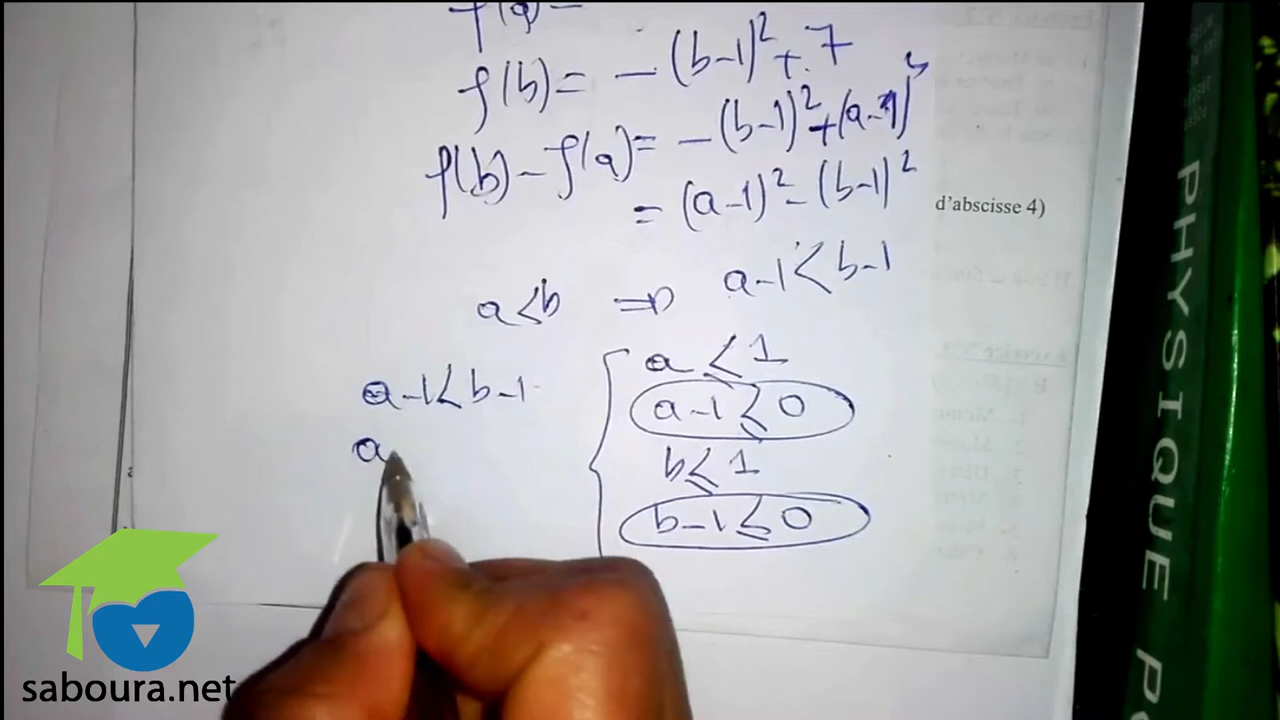 f(a) =
f(b) = - (b-1)² + 7
f(b) - f(a) = - (b-1)² + (a-1)²
= (a-1)² - (b-1)²
d'abscisse 4)
a < b ⇒ a-1 < b-1
a ≤ 1
a-1 < b-1
a-1 ≤ 0
a
b ≤ 1
b-1 ≤ 0
PHYSIQUE
saboura.net